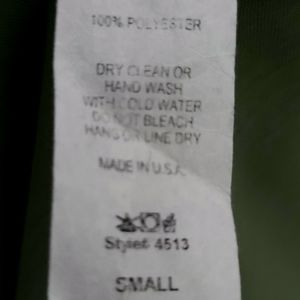 100% POLYESTER
DRY CLEAN OR
HAND WASH
WITH COLD WATER
DO NOT BLEACH
HANG OR LINE DRY
MADE IN U.S.A.
Style# 4513
SMALL